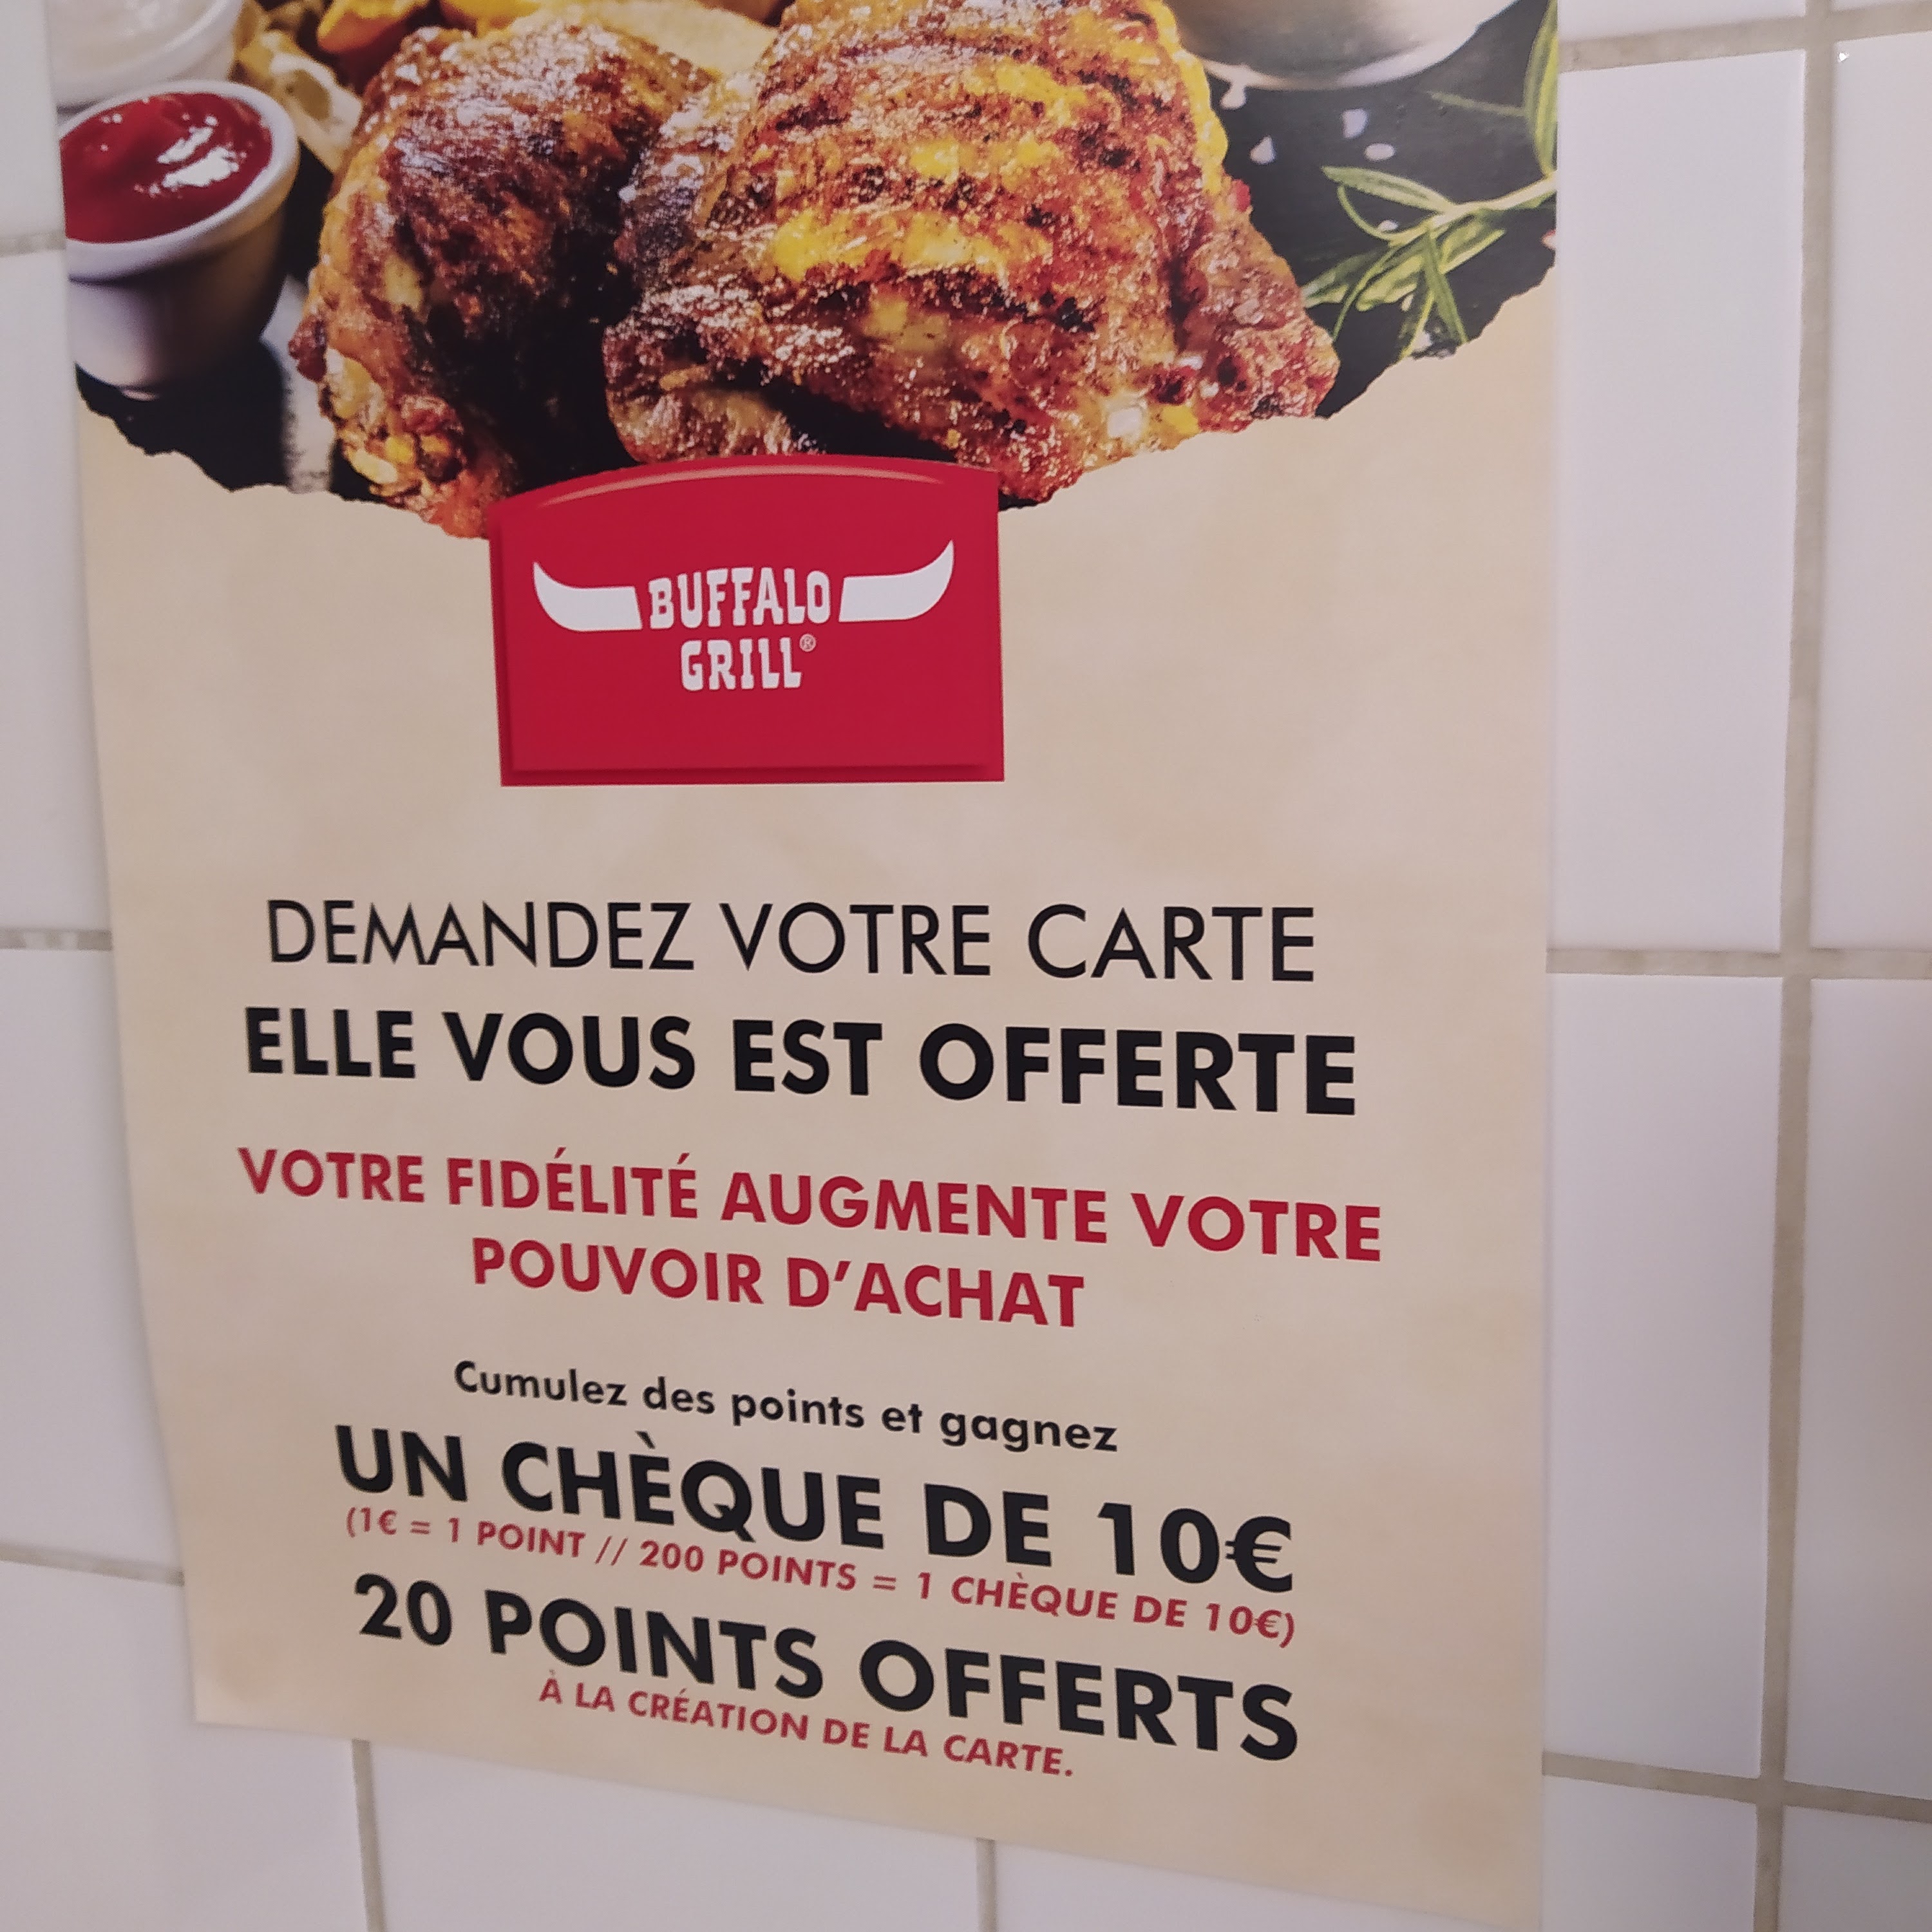 BUFFALO
GRILL®
DEMANDEZ VOTRE CARTE
ELLE VOUS EST OFFERTE
VOTRE FIDÉLITÉ AUGMENTE VOTRE
POUVOIR D'ACHAT
Cumulez des points et gagnez
UN CHÈQUE DE 10€
(1€ = 1 POINT // 200 POINTS = 1 CHÈQUE DE 10€)
20 POINTS OFFERTS
À LA CRÉATION DE LA CARTE.